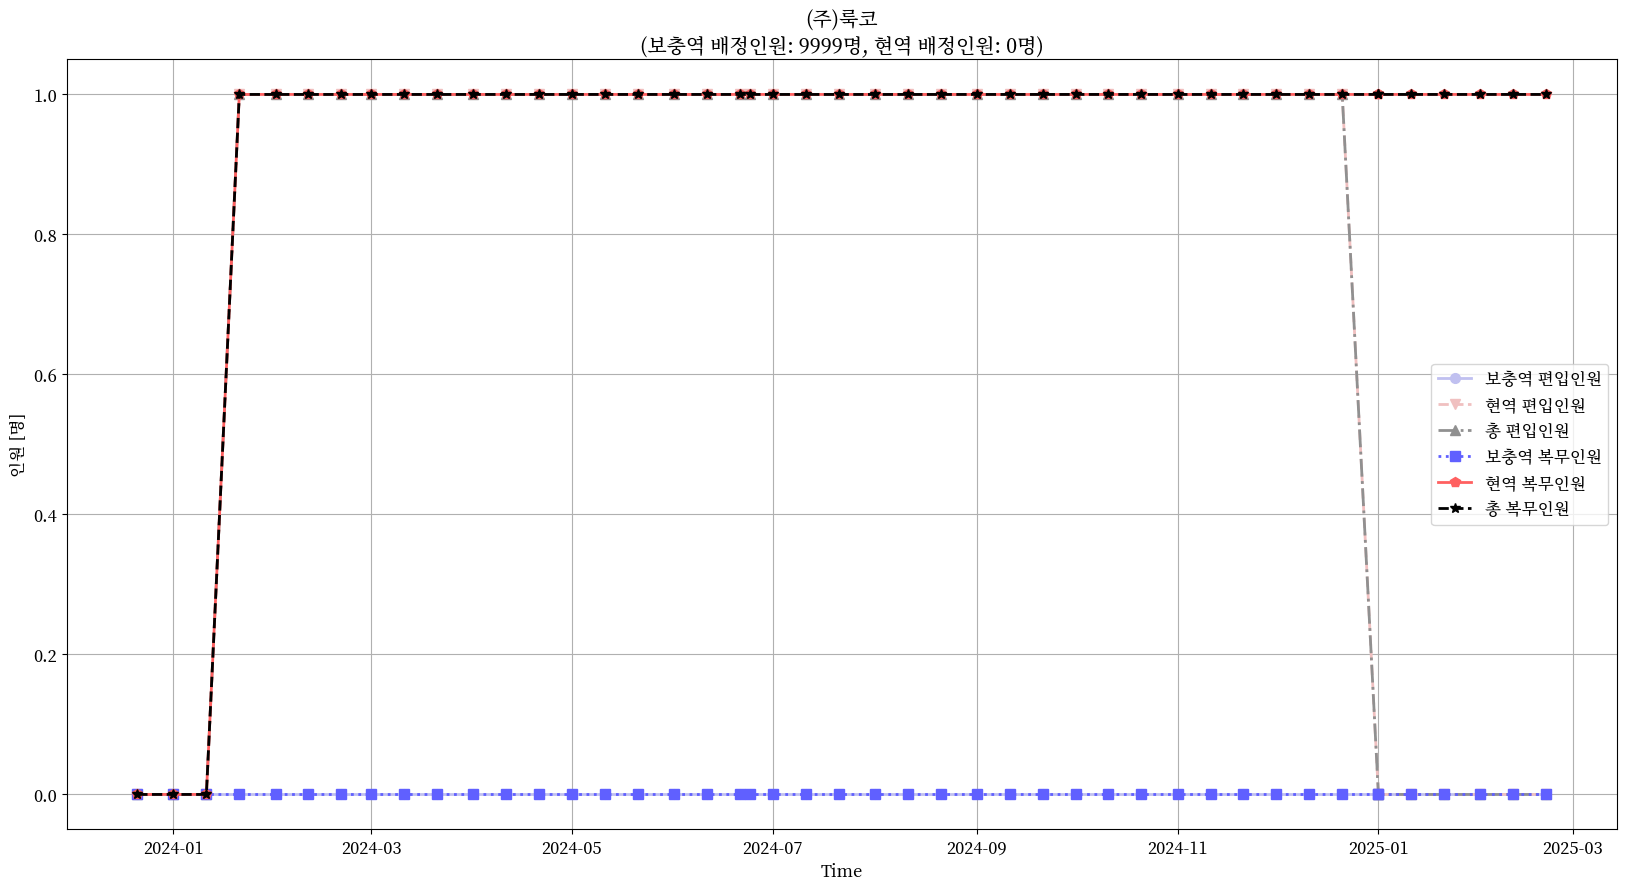 (주)룩코
(보충역 배정인원: 9999명, 현역 배정인원: 0명)
인원 [명]
1.0
0.8
0.6
0.4
0.2
0.0
보충역 편입인원
현역 편입인원
총 편입인원
보충역 복무인원
현역 복무인원
총 복무인원
2024-01
2024-03
2024-05
2024-07
2024-09
2024-11
2025-01
2025-03
Time